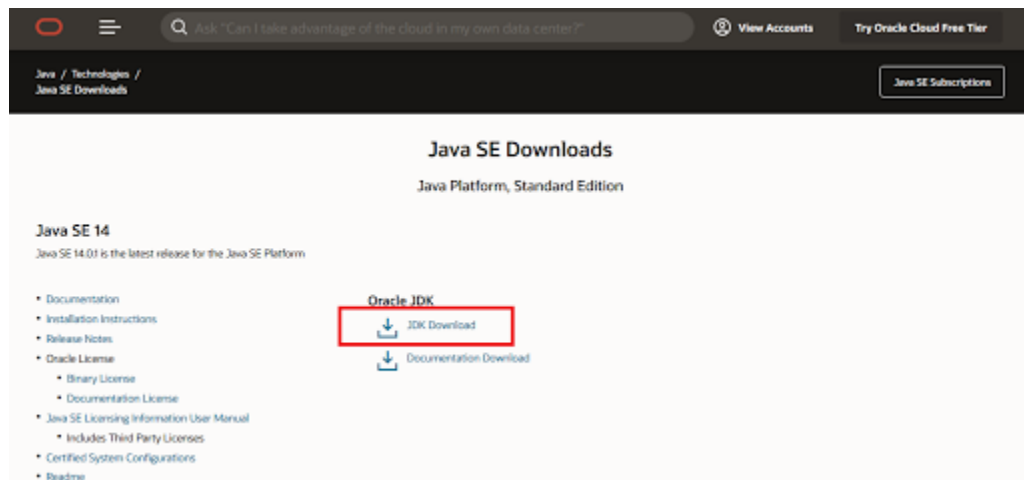 Ask "Can I take advantage of the cloud in my own data center?"
View Accounts
Try Oracle Cloud Free Tier
Java / Technologies /
Java SE Downloads
Java SE Subscriptions
Java SE Downloads
Java Platform, Standard Edition
Java SE 14
Java SE 14.0.1 is the latest release for the Java SE Platform
• Documentation
• Installation Instructions
• Release Notes
• Oracle License
• Binary License
• Documentation License
• Java SE Licensing Information User Manual
• Includes Third Party Licenses
• Certified System Configurations
• Readme
Oracle JDK
JDK Download
Documentation Download